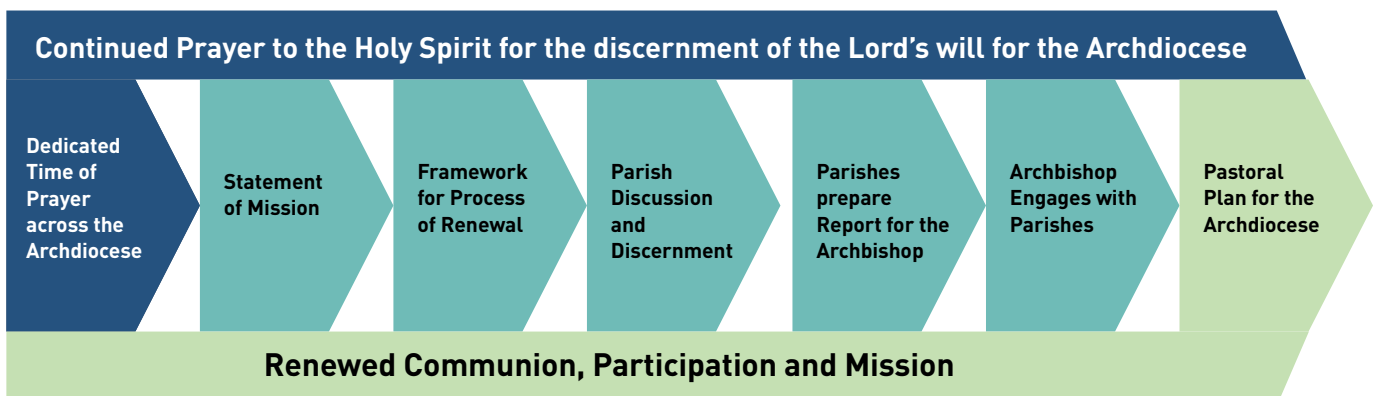 Continued Prayer to the Holy Spirit for the discernment of the Lord’s will for the Archdiocese
Dedicated
Time of
Prayer
across the
Archdiocese
Statement
of Mission
Framework
for Process
of Renewal
Parish
Discussion
and
Discernment
Parishes
prepare
Report for the
Archbishop
Archbishop
Engages with
Parishes
Pastoral
Plan for the
Archdiocese
Renewed Communion, Participation and Mission